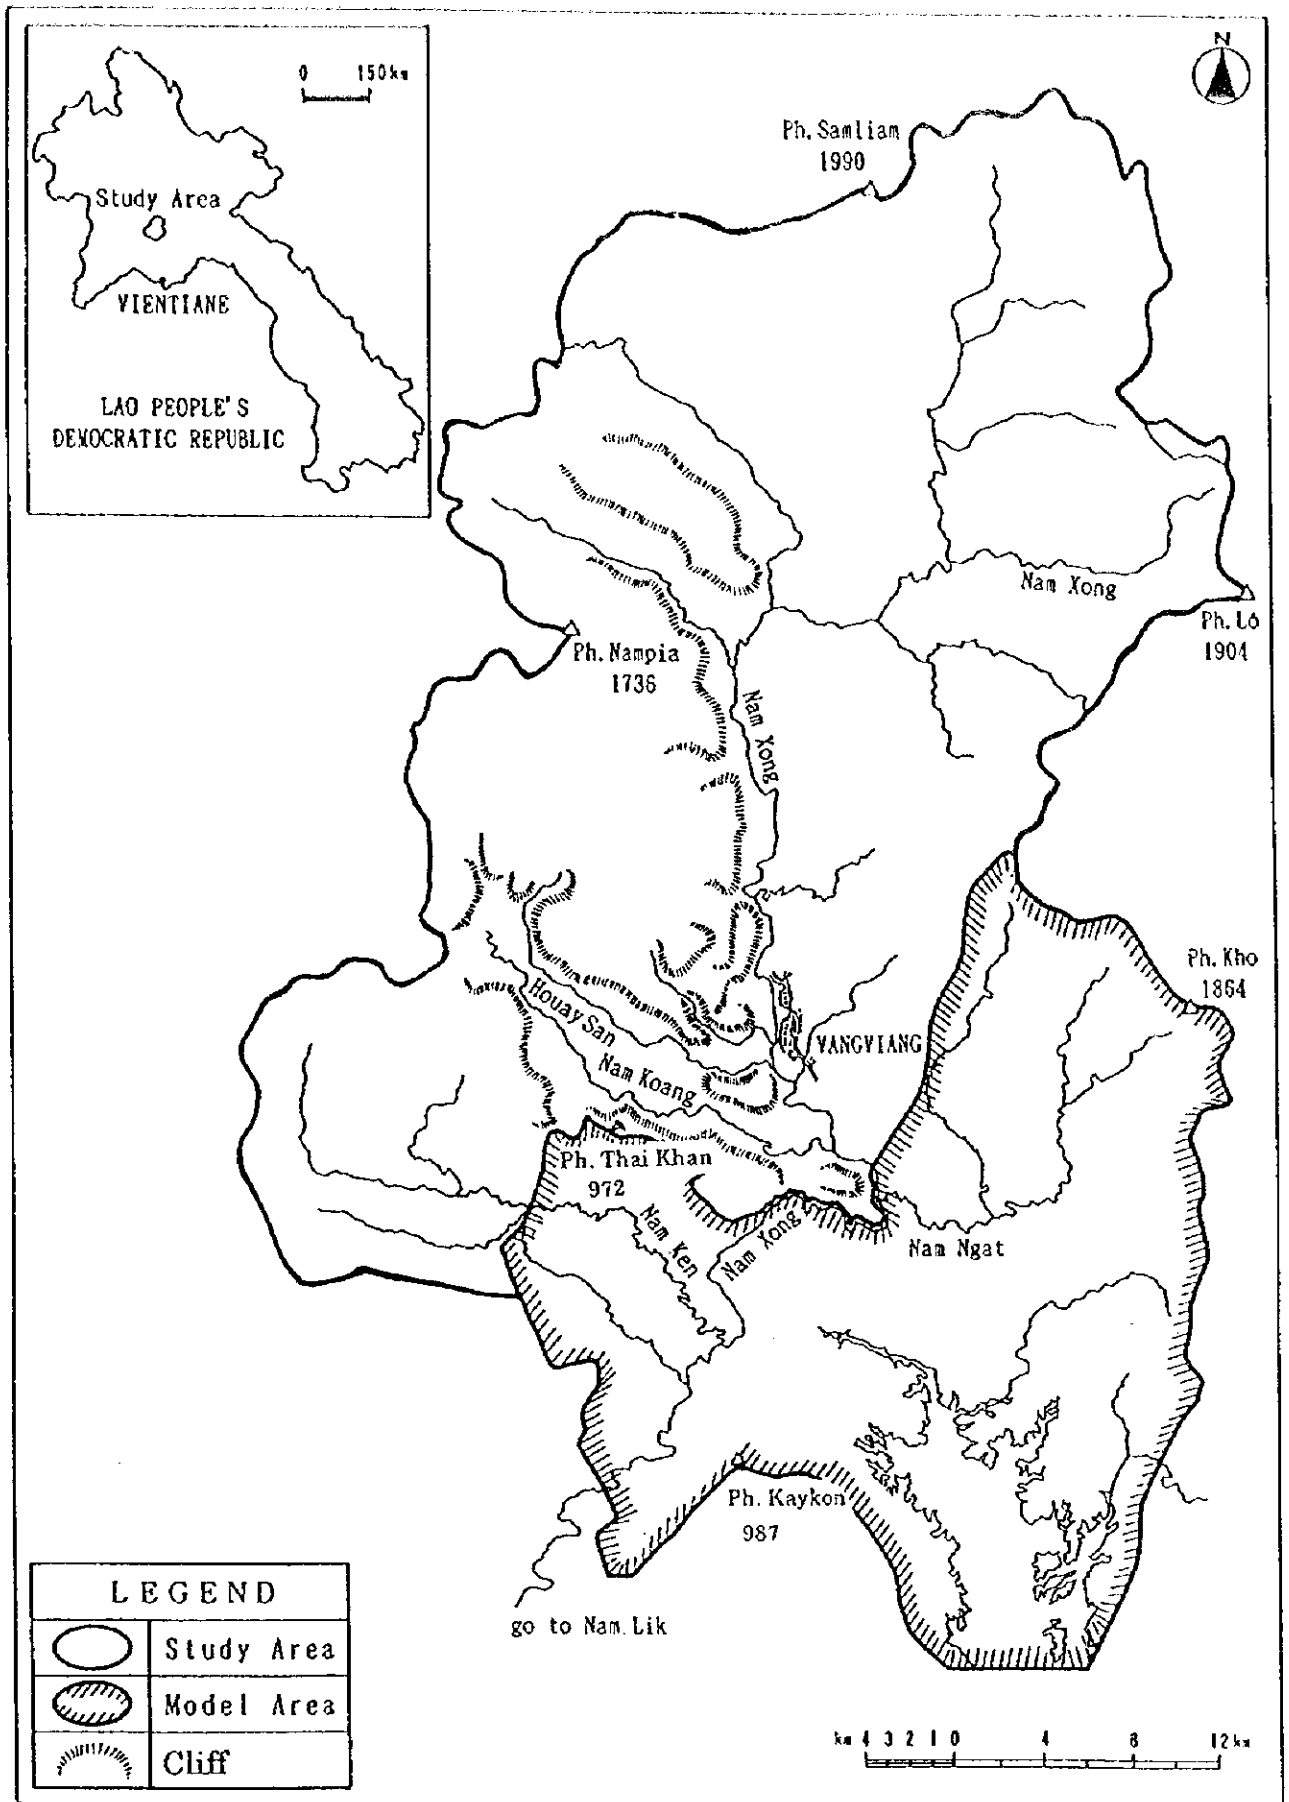 0 150km
Study Area
VIENTIANE
LAO PEOPLE'S
DEMOCRATIC REPUBLIC
N
Ph. Samliam
1990
Nam Xong
Ph. Lo
1904
Ph. Nampia
1736
Nam Xong
Ph. Kho
1864
Houay San
VANGVIANG
Nam Koang
Ph. Thai Khan
972
Nam Ken
Nam Xong
Nam Ngat
Ph. Kaykon
987
go to Nam Lik
LEGEND
Study Area
Model Area
Cliff
km 4 3 2 1 0 4 8 12km